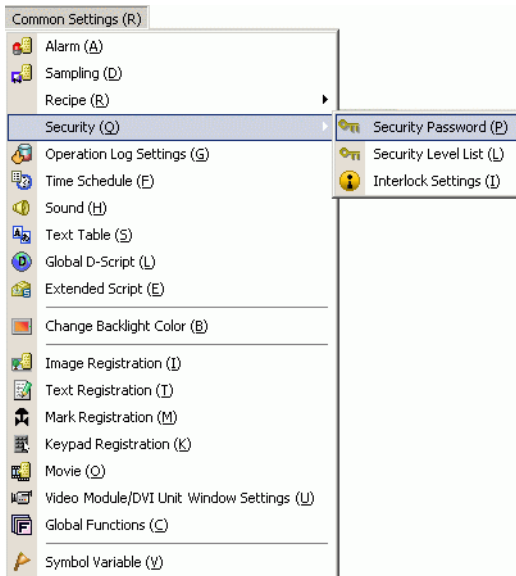 Common Settings (R)
Alarm (A)
Sampling (D)
Recipe (R)
Security (Q)
Security Password (P)
Security Level List (L)
Interlock Settings (I)
Operation Log Settings (G)
Time Schedule (F)
Sound (H)
Text Table (S)
Global D-Script (L)
Extended Script (E)
Change Backlight Color (B)
Image Registration (I)
Text Registration (T)
Mark Registration (M)
Keypad Registration (K)
Movie (O)
Video Module/DVI Unit Window Settings (U)
Global Functions (C)
Symbol Variable (V)